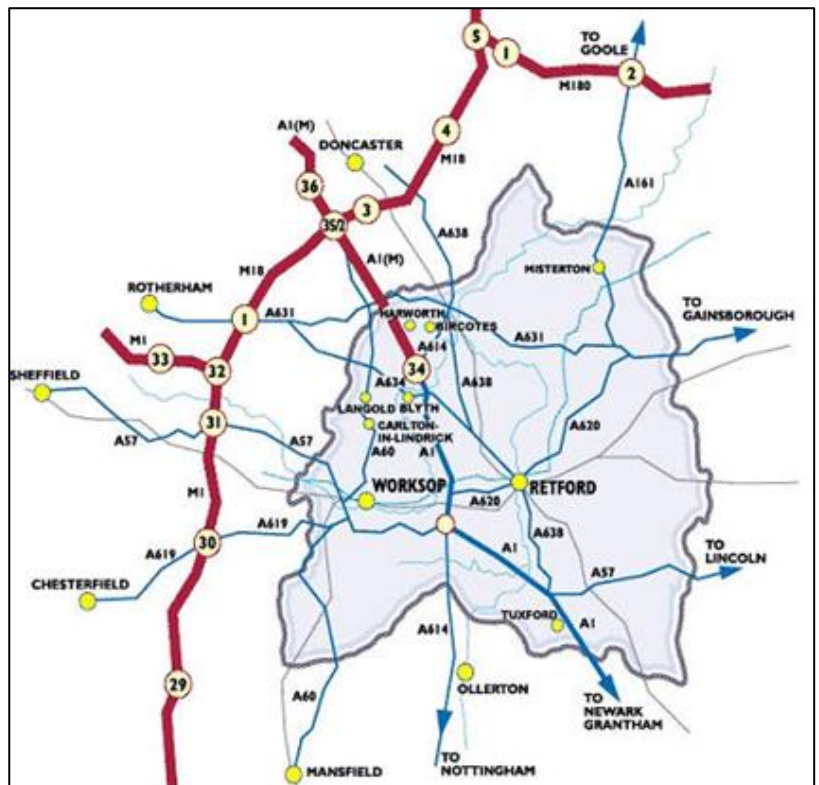 5
1
TO
GOOLE
2
M180
A1(M)
4
DONCASTER
M18
36
A161
3
35/2
A638
A1(M)
M18
MISTERTON
ROTHERHAM
TO
GAINSBOROUGH
1
A631
HARWORTH
BIRCOTES
A631
M1
33
32
A614
34
SHEFFIELD
A634
A638
LANGOLD
BLYTH
A620
31
CARLTON-
IN-LINDRICK
A57
A57
A60
A1
WORKSOP
RETFORD
M1
A620
A619
A638
30
A619
A1
TO
LINCOLN
A57
CHESTERFIELD
TUXFORD
A1
A614
29
OLLERTON
A60
TO
NEWARK
GRANTHAM
TO
NOTTINGHAM
MANSFIELD